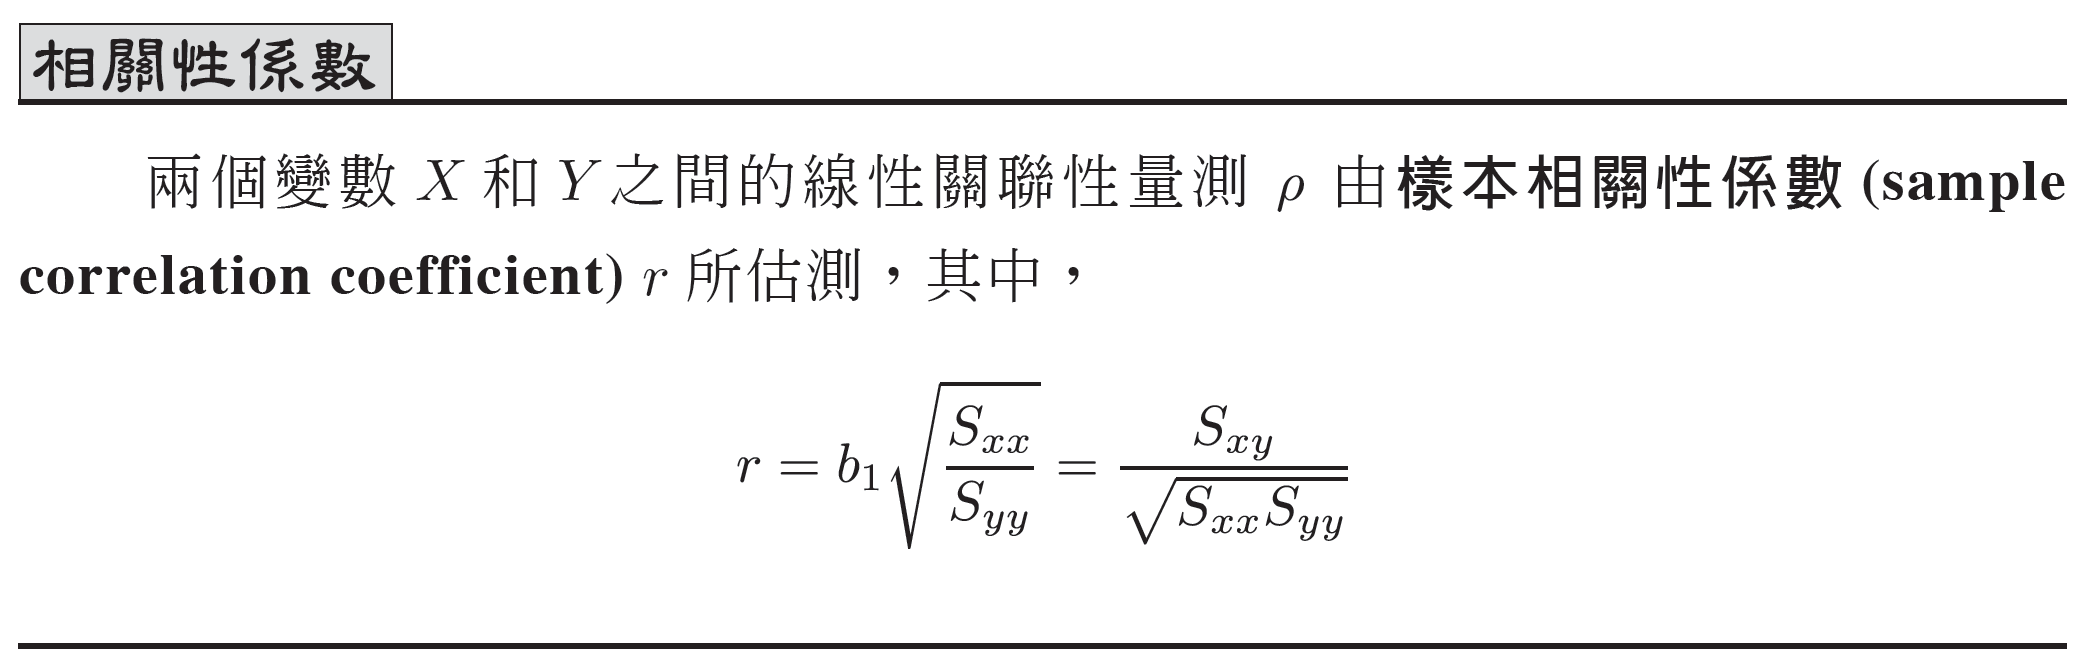 相關性係數
兩個變數 X 和 Y 之間的線性關聯性量測 ρ 由樣本相關性係數 (sample
correlation coefficient) r 所估測，其中，
r = b₁√(Sxx/Syy) = Sxy/√(SxxSyy)